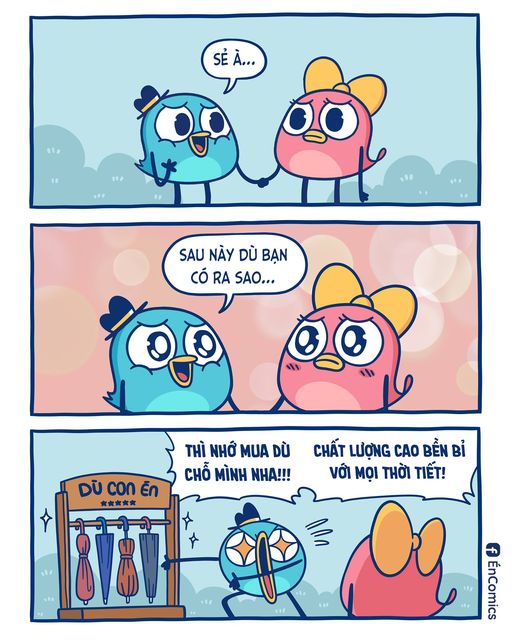 SẺ À...
SAU NÀY DÙ BẠN
CÓ RA SAO...
THÌ NHỚ MUA DÙ
CHỖ MÌNH NHA!!!
CHẤT LƯỢNG CAO BỀN BỈ
VỚI MỌI THỜI TIẾT!
DÙ CON ÉN
ÉnComics